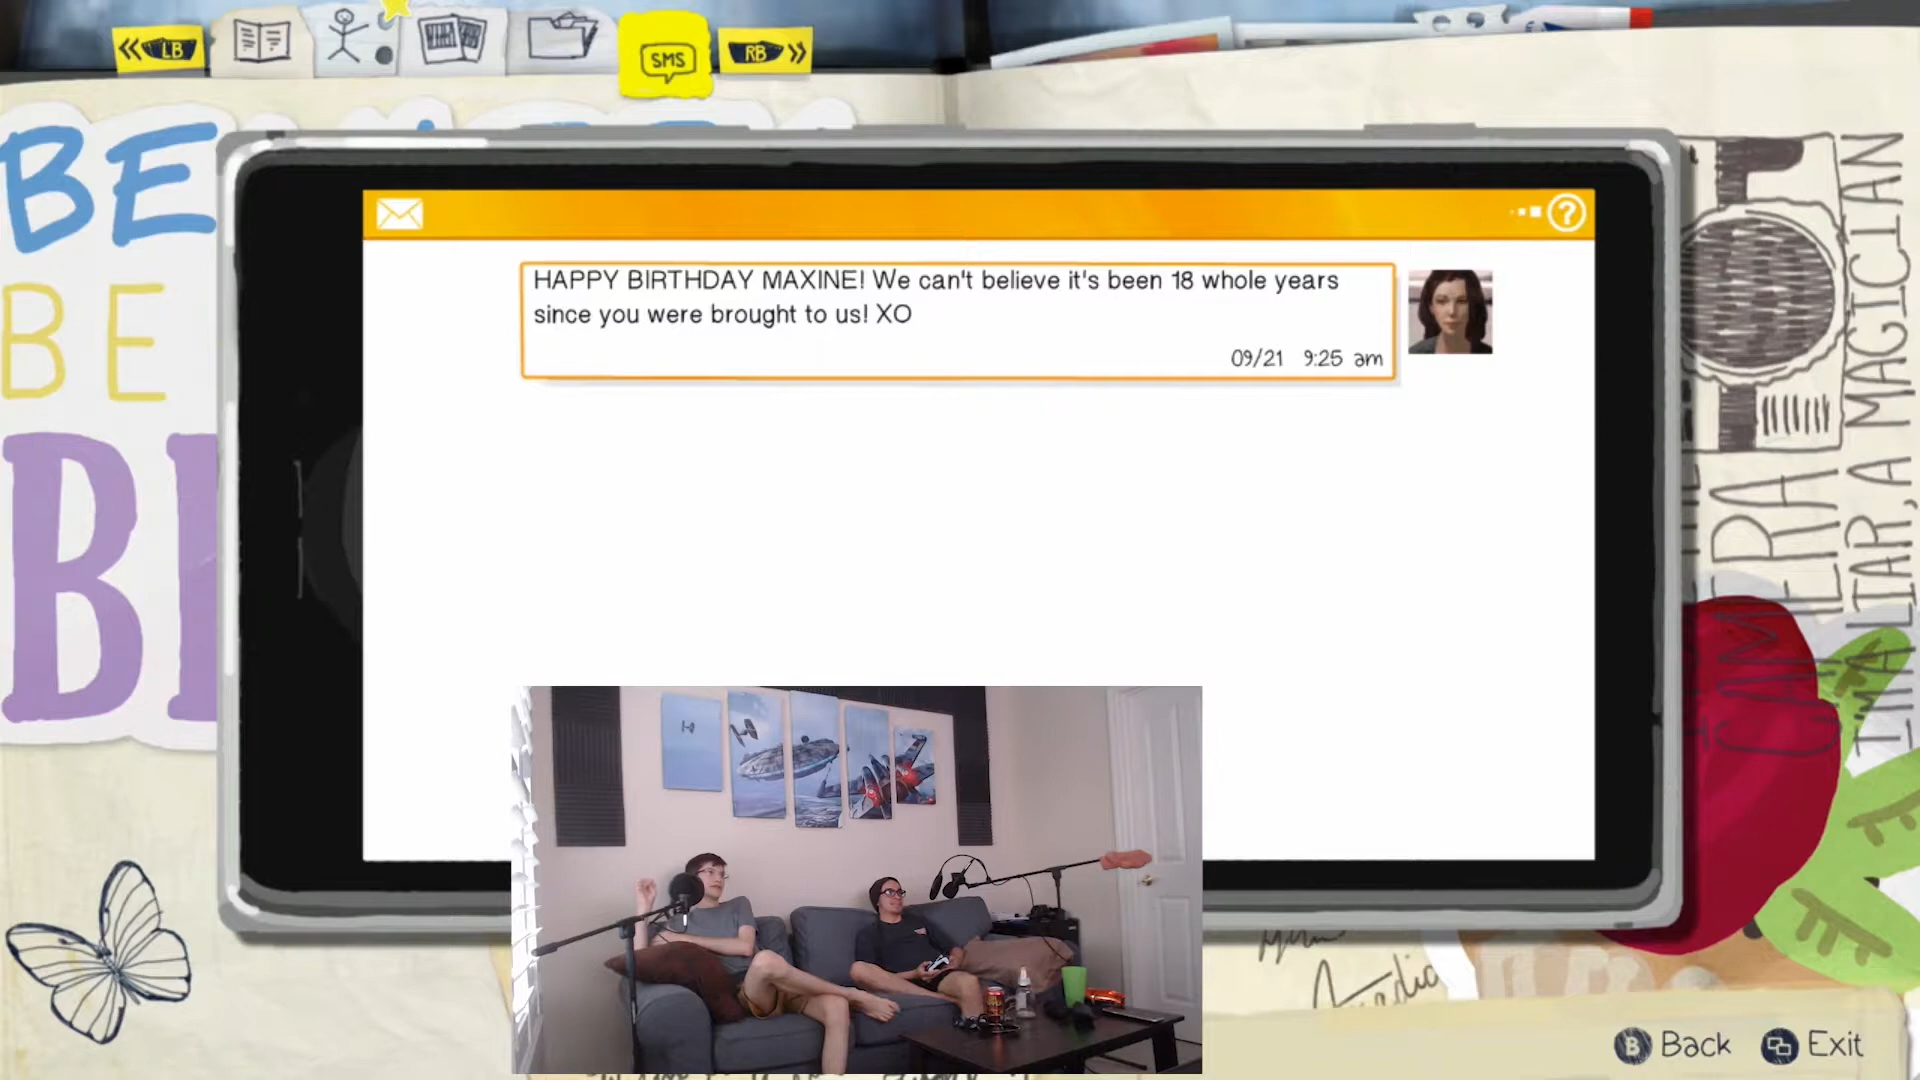 LB
SMS
RB
BE
BE
HAPPY BIRTHDAY MAXINE! We can't believe it's been 18 whole years
since you were brought to us! XO
09/21 9:25 am
?
CAMERA
LIAR, A MAGICIAN
B Back
Exit